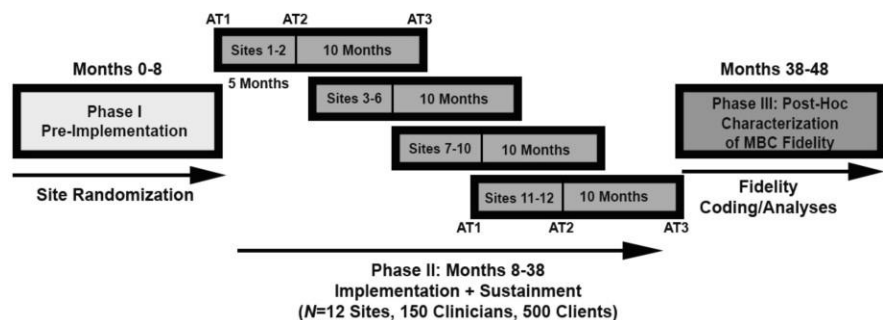 AT1 AT2 AT3
Sites 1-2 10 Months
Months 0-8
5 Months
Months 38-48
Phase I
Pre-Implementation
Sites 3-6 10 Months
Phase III: Post-Hoc
Characterization
of MBC Fidelity
Sites 7-10 10 Months
Site Randomization
Sites 11-12 10 Months
Fidelity
Coding/Analyses
AT1 AT2 AT3
Phase II: Months 8-38
Implementation + Sustainment
(N=12 Sites, 150 Clinicians, 500 Clients)